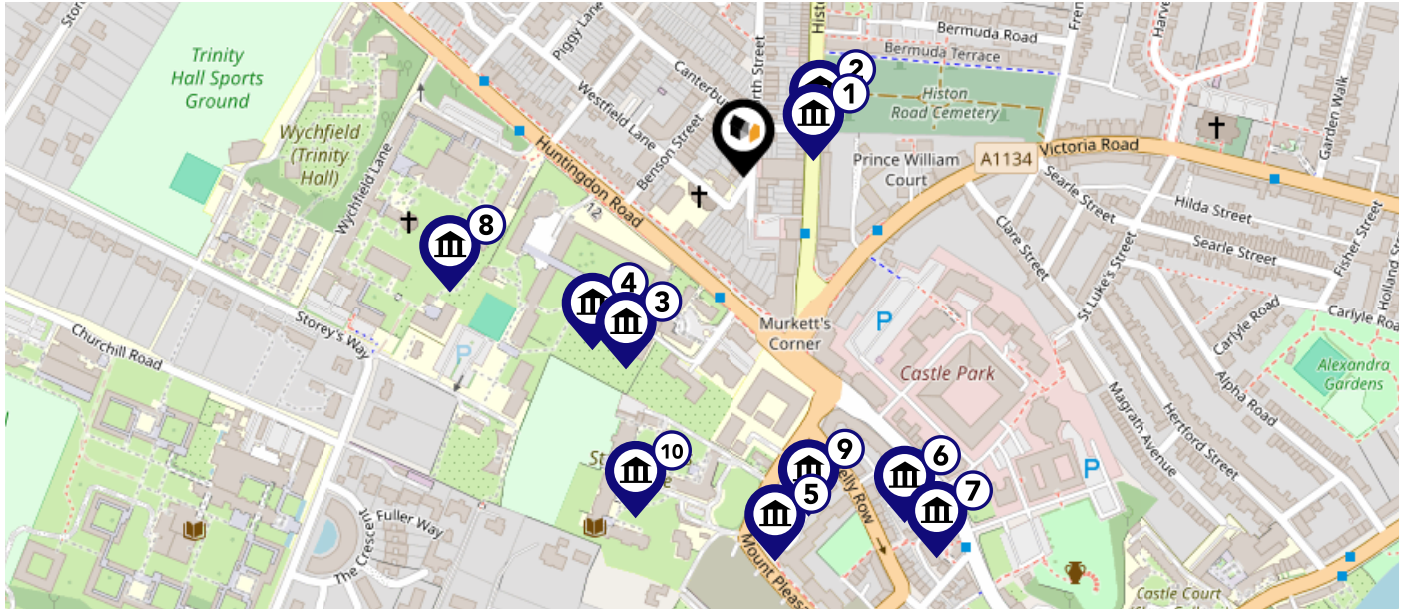 Bermuda Road
Bermuda Terrace
Piggy Lane
Trinity
Hall Sports
Ground
Canterbu
2
1
Histon
Road Cemetery
Westfield Lane
Garden Walk
Wychfield
(Trinity
Hall)
Benson Street
Huntingdon Road
12
Prince William
Court
A1134
Victoria Road
Wychfield Lane
Searle Street
Hilda Street
Searle Street
Clare Street
St Luke's Street
Fisher Street
8
4
3
Storey's Way
Churchill Road
P
P
Murkett's
Corner
Castle Park
Carlyle Road
Alexandra
Gardens
Alpha Road
Magrath Avenue
Hertford Street
10
9
6
5
7
P
Fuller Way
The Crescent
Mount Pleas
Castle Court